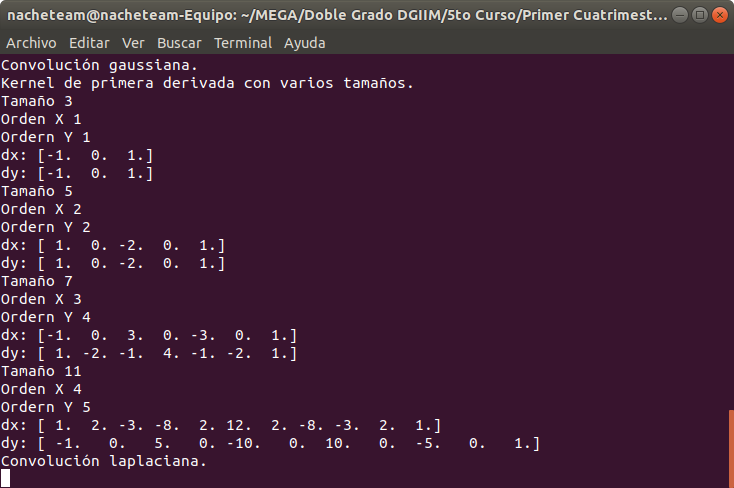 nacheteam@nacheteam-Equipo: ~/MEGA/Doble Grado DGIIM/5to Curso/Primer Cuatrimest...
Archivo Editar Ver Buscar Terminal Ayuda
Convolución gaussiana.
Kernel de primera derivada con varios tamaños.
Tamaño 3
Orden X 1
Ordern Y 1
dx: [-1.  0.  1.]
dy: [-1.  0.  1.]
Tamaño 5
Orden X 2
Ordern Y 2
dx: [ 1.  0. -2.  0.  1.]
dy: [ 1.  0. -2.  0.  1.]
Tamaño 7
Orden X 3
Ordern Y 4
dx: [-1.  0.  3.  0. -3.  0.  1.]
dy: [ 1. -2. -1.  4. -1. -2.  1.]
Tamaño 11
Orden X 4
Ordern Y 5
dx: [ 1.  2. -3. -8.  2. 12.  2. -8. -3.  2.  1.]
dy: [ -1.   0.   5.   0. -10.   0.  10.   0.  -5.   0.   1.]
Convolución laplaciana.